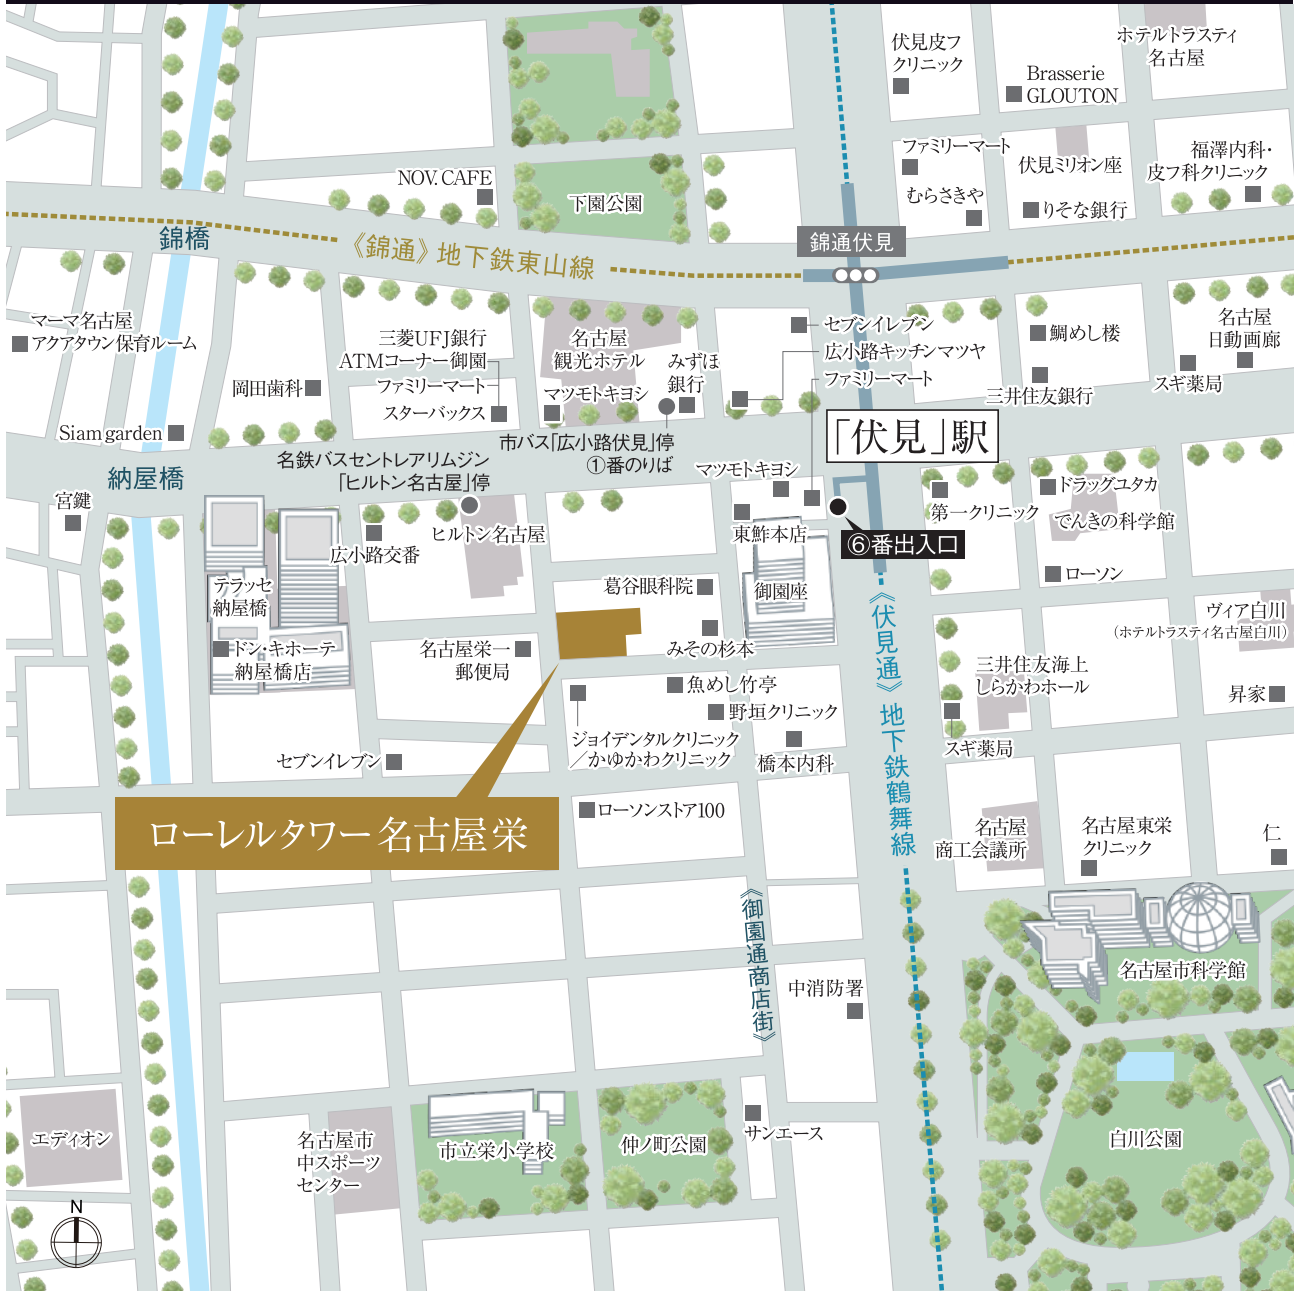 伏見皮フ
クリニック
ホテルトラスティ
名古屋
Brasserie
GLOUTON
ファミリーマート
むらさきや
伏見ミリオン座
りそな銀行
福澤内科・
皮フ科クリニック
NOV. CAFE
下園公園
錦橋
《錦通》地下鉄東山線
錦通伏見
マーマ名古屋
アクアタウン保育ルーム
三菱UFJ銀行
ATMコーナー御園
ファミリーマート
スターバックス
名古屋
観光ホテル
マツモトキヨシ
みずほ
銀行
セブンイレブン
広小路キッチンマツヤ
ファミリーマート
鯛めし楼
三井住友銀行
名古屋
日動画廊
スギ薬局
岡田歯科
Siam garden
納屋橋
宮鍵
名鉄バスセントレアリムジン
「ヒルトン名古屋」停
市バス「広小路伏見」停
①番のりば
「伏見」駅
マツモトキヨシ
東鮓本店
⑥番出入口
第一クリニック
ドラッグユタカ
でんきの科学館
ローソン
広小路交番
ヒルトン名古屋
テラッセ
納屋橋
ドン・キホーテ
納屋橋店
葛谷眼科院
御園座
みその杉本
名古屋栄一
郵便局
魚めし竹亭
野垣クリニック
橋本内科
ジョイデンタルクリニック
／かゆかわクリニック
セブンイレブン
《伏見通》地下鉄鶴舞線
ヴィア白川
（ホテルトラスティ名古屋白川）
三井住友海上
しらかわホール
昇家
スギ薬局
ローレルタワー名古屋栄
ローソンストア100
名古屋
商工会議所
名古屋東栄
クリニック
仁
《御園通商店街》
名古屋市科学館
中消防署
エディオン
名古屋市
中スポーツ
センター
市立栄小学校
仲ノ町公園
サンエース
白川公園
N